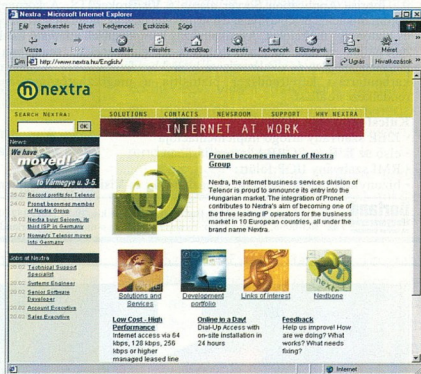 Nextra - Microsoft Internet Explorer
Fájl Szerkesztés Nézet Kedvencek Eszközök Súgó
Vissza Leállítás Frissítés Kezdőlap Keresés Kedvencek Előzmények Posta Méret
Cím http://www.nextra.hu/English/ Ugrás Hivatkozások
nextra
SEARCH NEXTRA:
OK
SOLUTIONS CONTACTS NEWSROOM SUPPORT WHY NEXTRA
INTERNET AT WORK
News
We have
moved!
to Vármegye u. 3-5.
Record profits for Telenor
Pronet becomes member
of Nextra Group
Nextra buys Saicom, its
third ISP in Germany
Norway's Telenor moves
into Germany
Jobs at Nextra
Technical Support
Specialist
Systems Engineer
Senior Software
Developer
Account Executive
Sales Executive
Pronet becomes member of Nextra
Group
Nextra, the Internet business services division of
Telenor is proud to announce its entry into the
Hungarian market. The integration of Pronet
contributes to Nextra's aim of becoming one of
the three leading IP operators for the business
market in 10 European countries, all under the
brand name Nextra.
Solutions and
Services
Development
portfolio
Links of interest
Nedbone
Low Cost - High
Performance
Internet access via 64
kbps, 128 kbps, 256
kbps or higher
managed leased line
Online in a Day!
Dial-Up Access with
on-site installation in
24 hours
Feedback
Help us improve! How
are we doing? What
works? What needs
fixing?
Internet